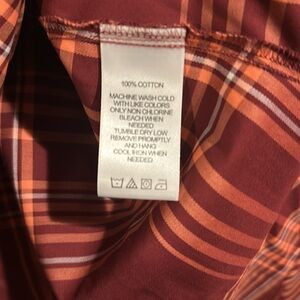 100% COTTON
MACHINE WASH COLD
WITH LIKE COLORS
ONLY NON CHLORINE
BLEACH WHEN
NEEDED
TUMBLE DRY LOW
REMOVE PROMPTLY
AND HANG
COOL IRON WHEN
NEEDED